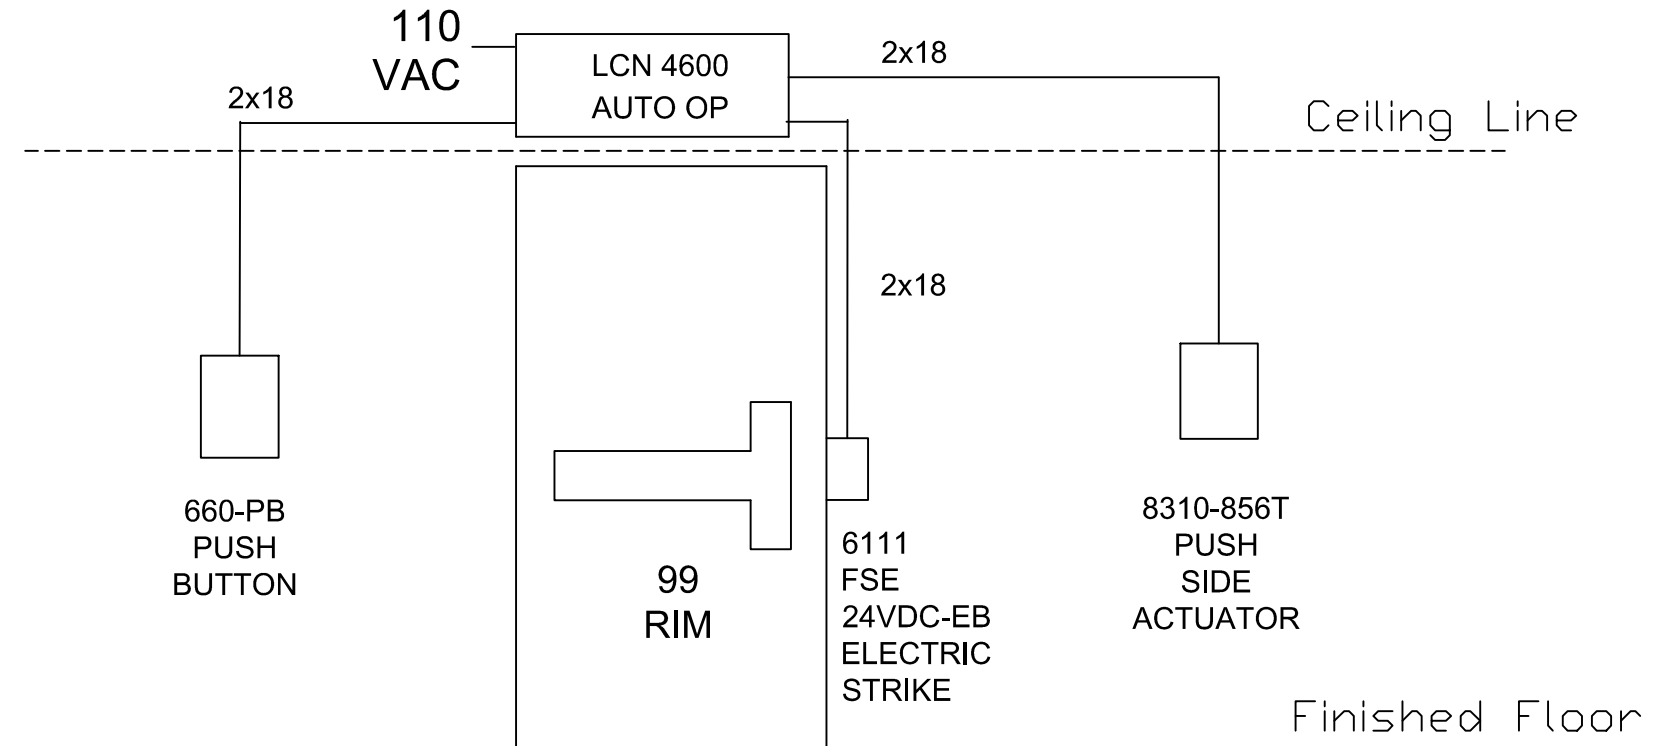 110
VAC
LCN 4600
AUTO OP
2x18
2x18
Ceiling Line
2x18
660-PB
PUSH
BUTTON
99
RIM
6111
FSE
24VDC-EB
ELECTRIC
STRIKE
8310-856T
PUSH
SIDE
ACTUATOR
Finished Floor